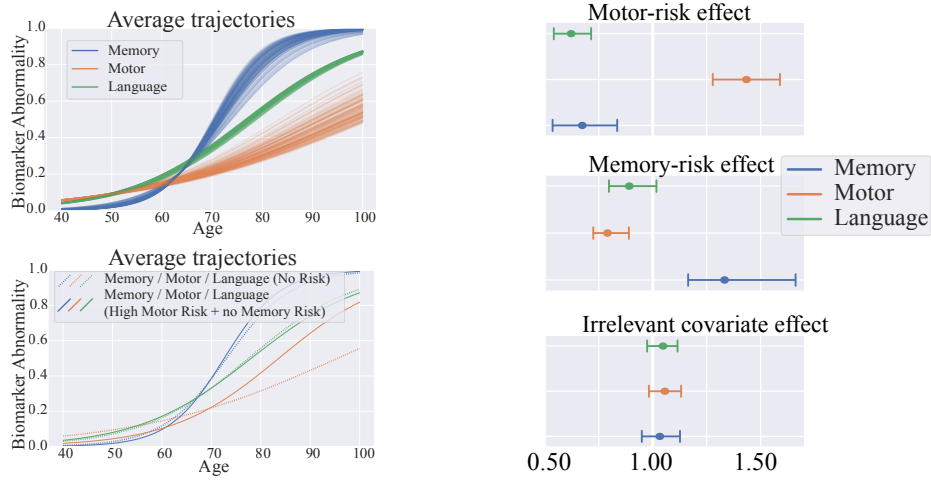 Average trajectories
Biomarker Abnormality
1.0
0.8
0.6
0.4
0.2
0.0
Memory
Motor
Language
40 50 60 70 80 90 100
Age
Average trajectories
Biomarker Abnormality
1.0
0.8
0.6
0.4
0.2
0.0
Memory / Motor / Language (No Risk)
Memory / Motor / Language
(High Motor Risk + no Memory Risk)
40 50 60 70 80 90 100
Age
Motor-risk effect
Memory-risk effect
Memory
Motor
Language
Irrelevant covariate effect
0.50 1.00 1.50